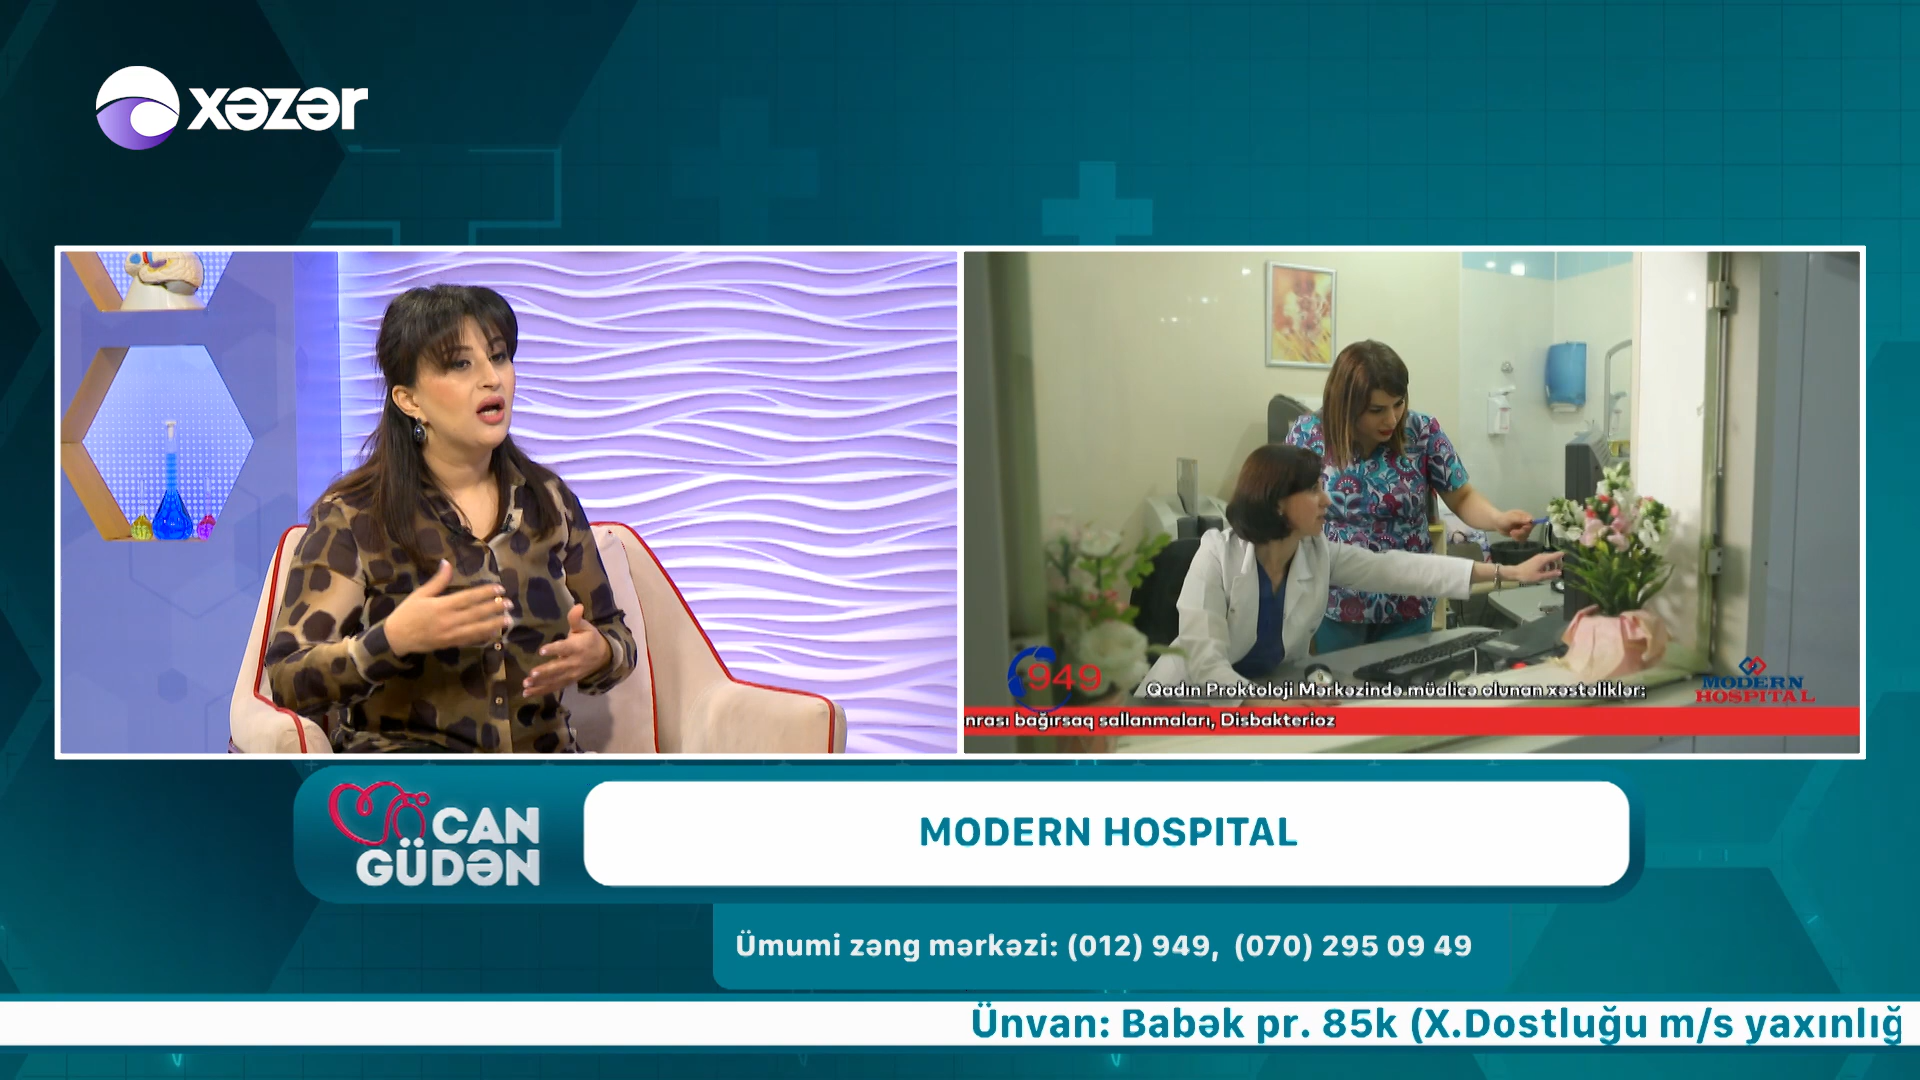 xəzər
949
Qadın Proktoloji Mərkəzində müalicə olunan xəstəliklər:
MODERN
HOSPITAL
nrası bağırsaq sallanmaları, Disbakterioz
CAN
GÜDƏN
MODERN HOSPITAL
Ümumi zəng mərkəzi: (012) 949, (070) 295 09 49
Ünvan: Babək pr. 85k (X.Dostluğu m/s yaxınlığ